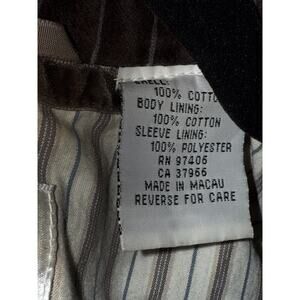 SHELL:
100% COTTON
BODY LINING:
100% COTTON
SLEEVE LINING:
100% POLYESTER
RN 97406
CA 37966
MADE IN MACAU
REVERSE FOR CARE